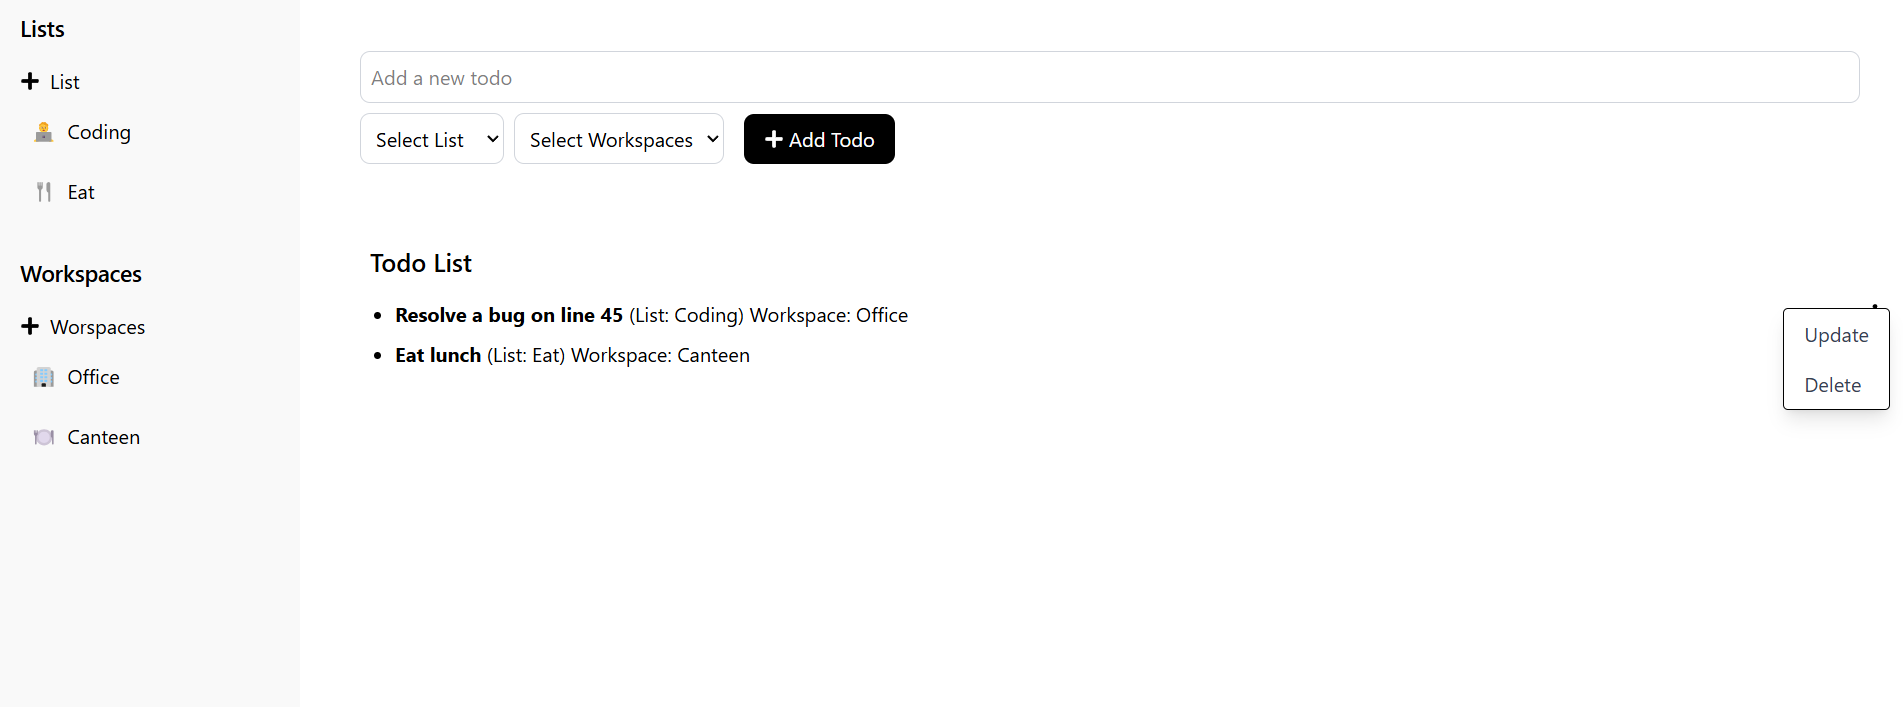 Lists
List
Coding
Eat
Workspaces
Worspaces
Office
Canteen
Add a new todo
Select List
Select Workspaces
Add Todo
Todo List
• Resolve a bug on line 45 (List: Coding) Workspace: Office
• Eat lunch (List: Eat) Workspace: Canteen
Update
Delete